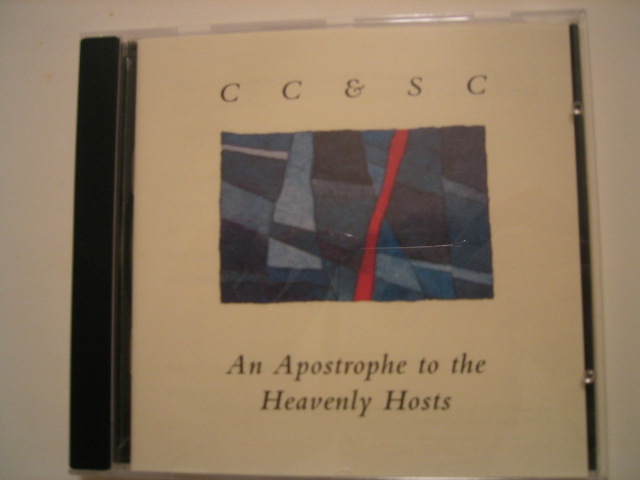 C C & S C
An Apostrophe to the
Heavenly Hosts